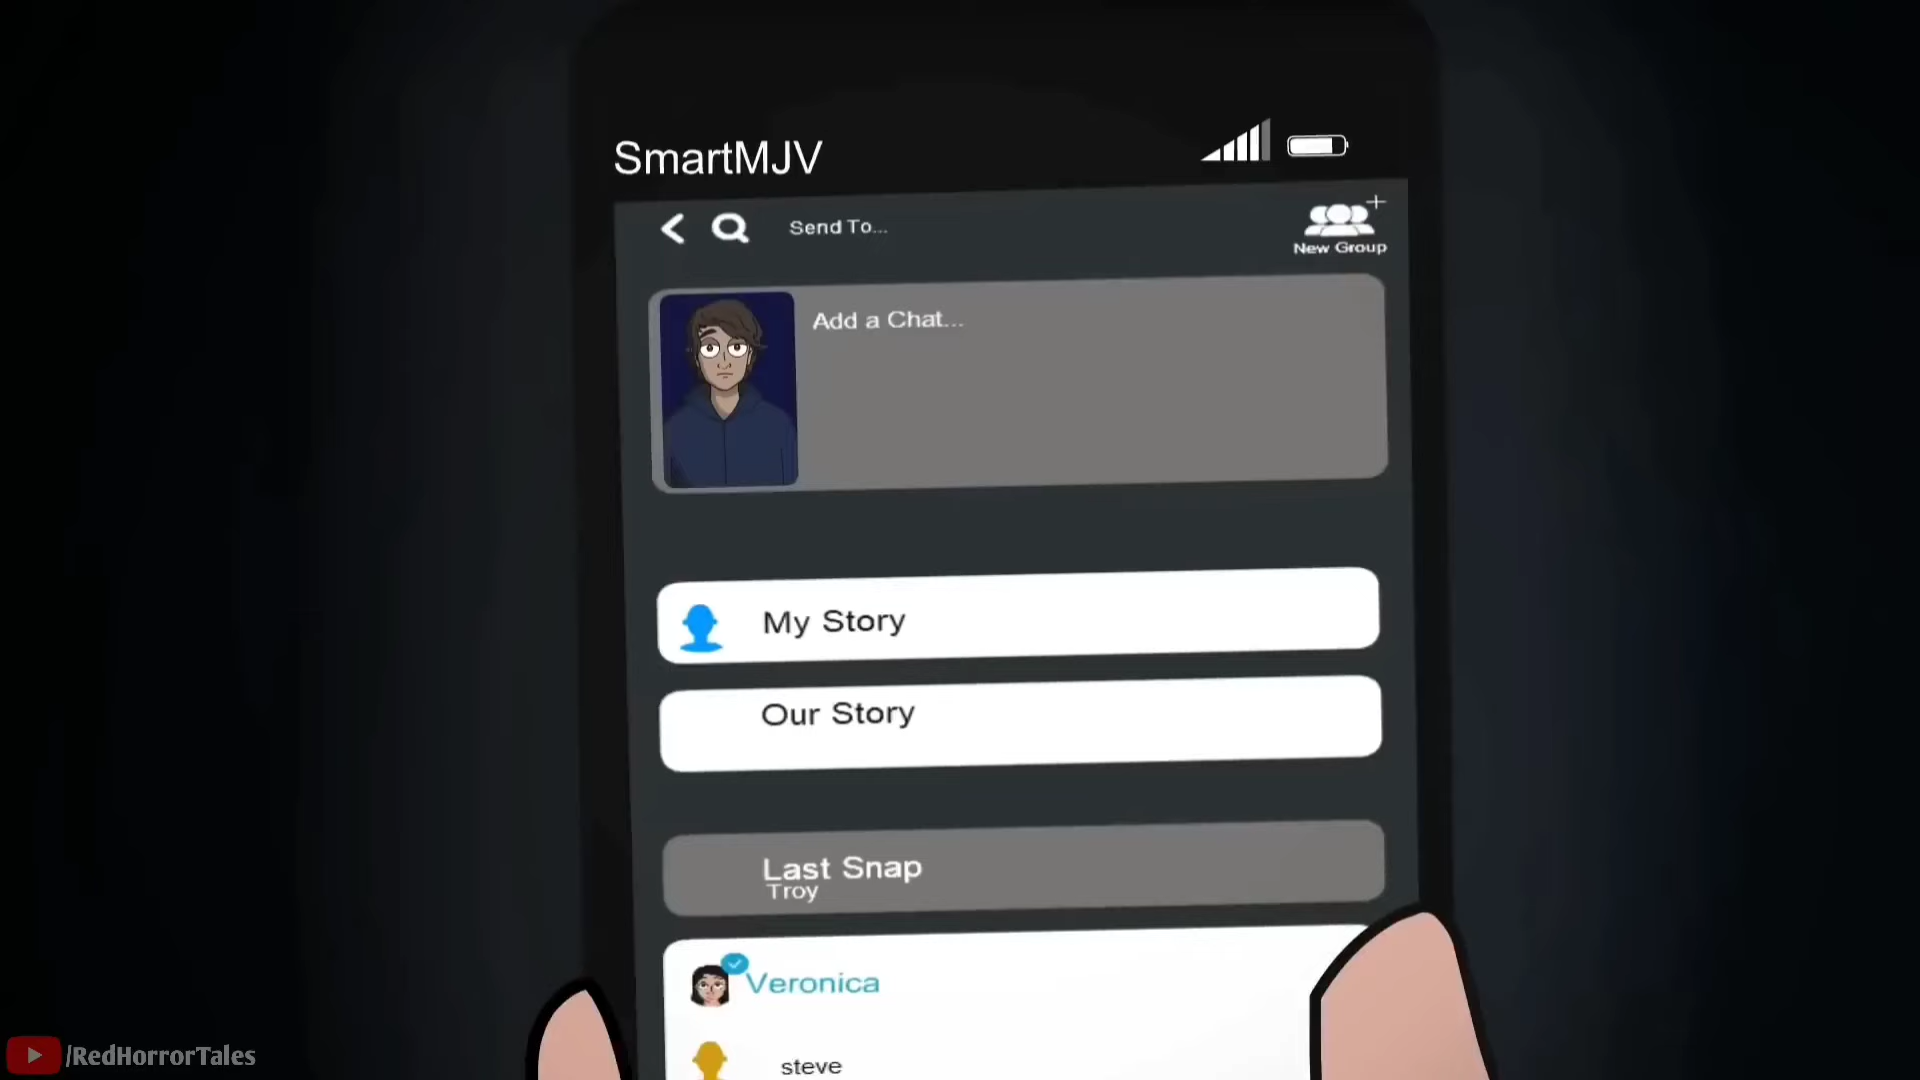 SmartMJV
Send To...
New Group
Add a Chat...
My Story
Our Story
Last Snap
Troy
Veronica
steve
/RedHorrorTales